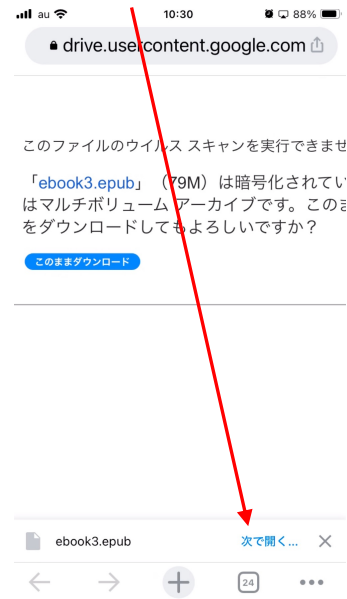 au 10:30 88%
drive.usercontent.google.com
このファイルのウイルス スキャンを実行できませ
「ebook3.epub」 （79M）は暗号化されてい
はマルチボリューム アーカイブです。このま
をダウンロードしてもよろしいですか？
このままダウンロード
ebook3.epub 次で開く...
24